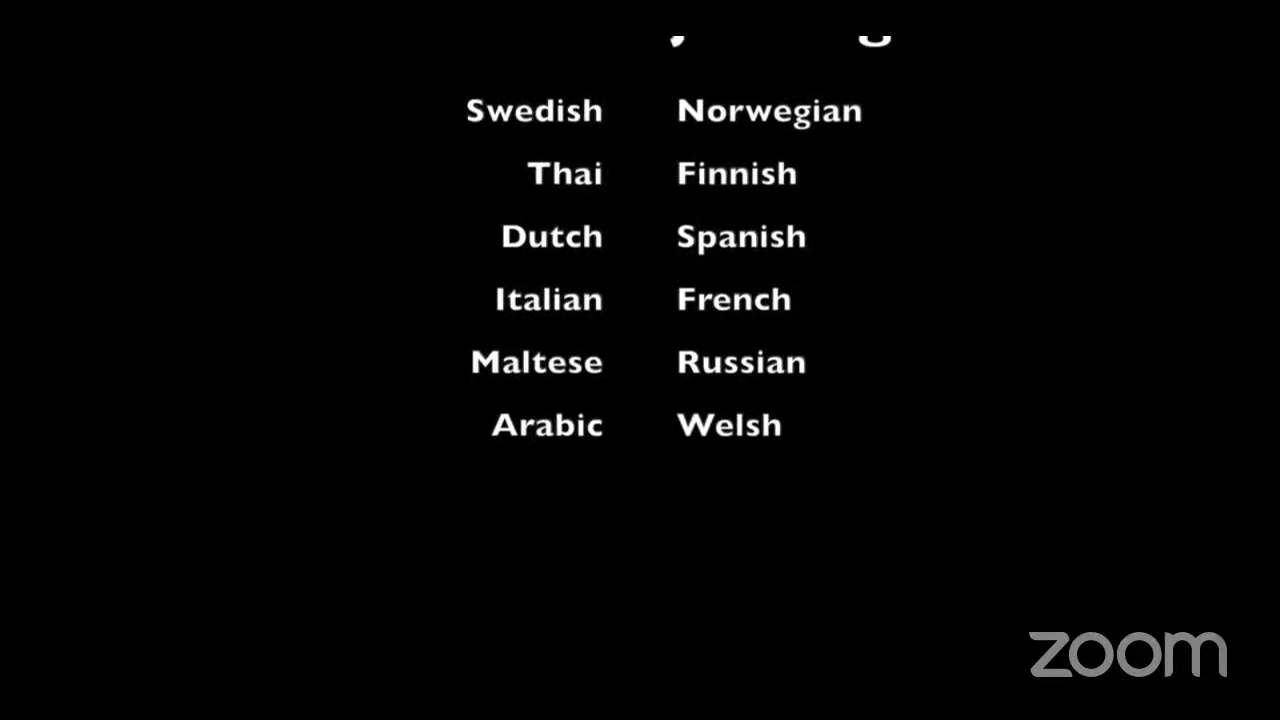 Swedish Norwegian
Thai Finnish
Dutch Spanish
Italian French
Maltese Russian
Arabic Welsh
zoom